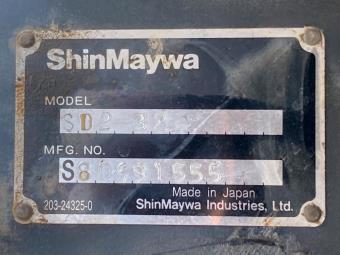 ShinMaywa
MODEL
MFG. NO.
Made in Japan
203-24325-0
ShinMaywa Industries, Ltd.